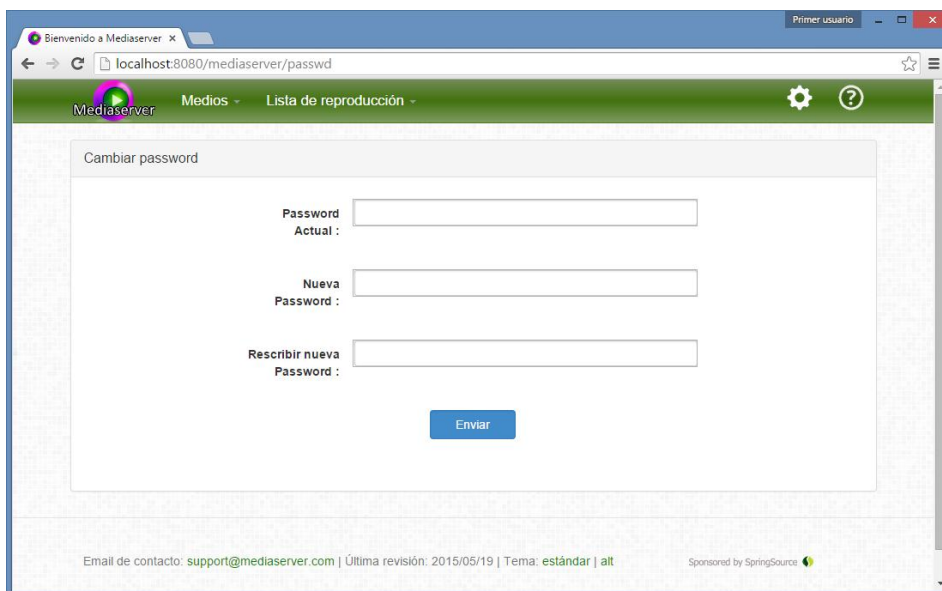 Primer usuario
Bienvenido a Mediaserver
localhost:8080/mediaserver/passwd
Mediaserver
Medios
Lista de reproducción
Cambiar password
Password
Actual :
Nueva
Password :
Rescribir nueva
Password :
Enviar
Email de contacto: support@mediaserver.com | Última revisión: 2015/05/19 | Tema: estándar | alt
Sponsored by SpringSource